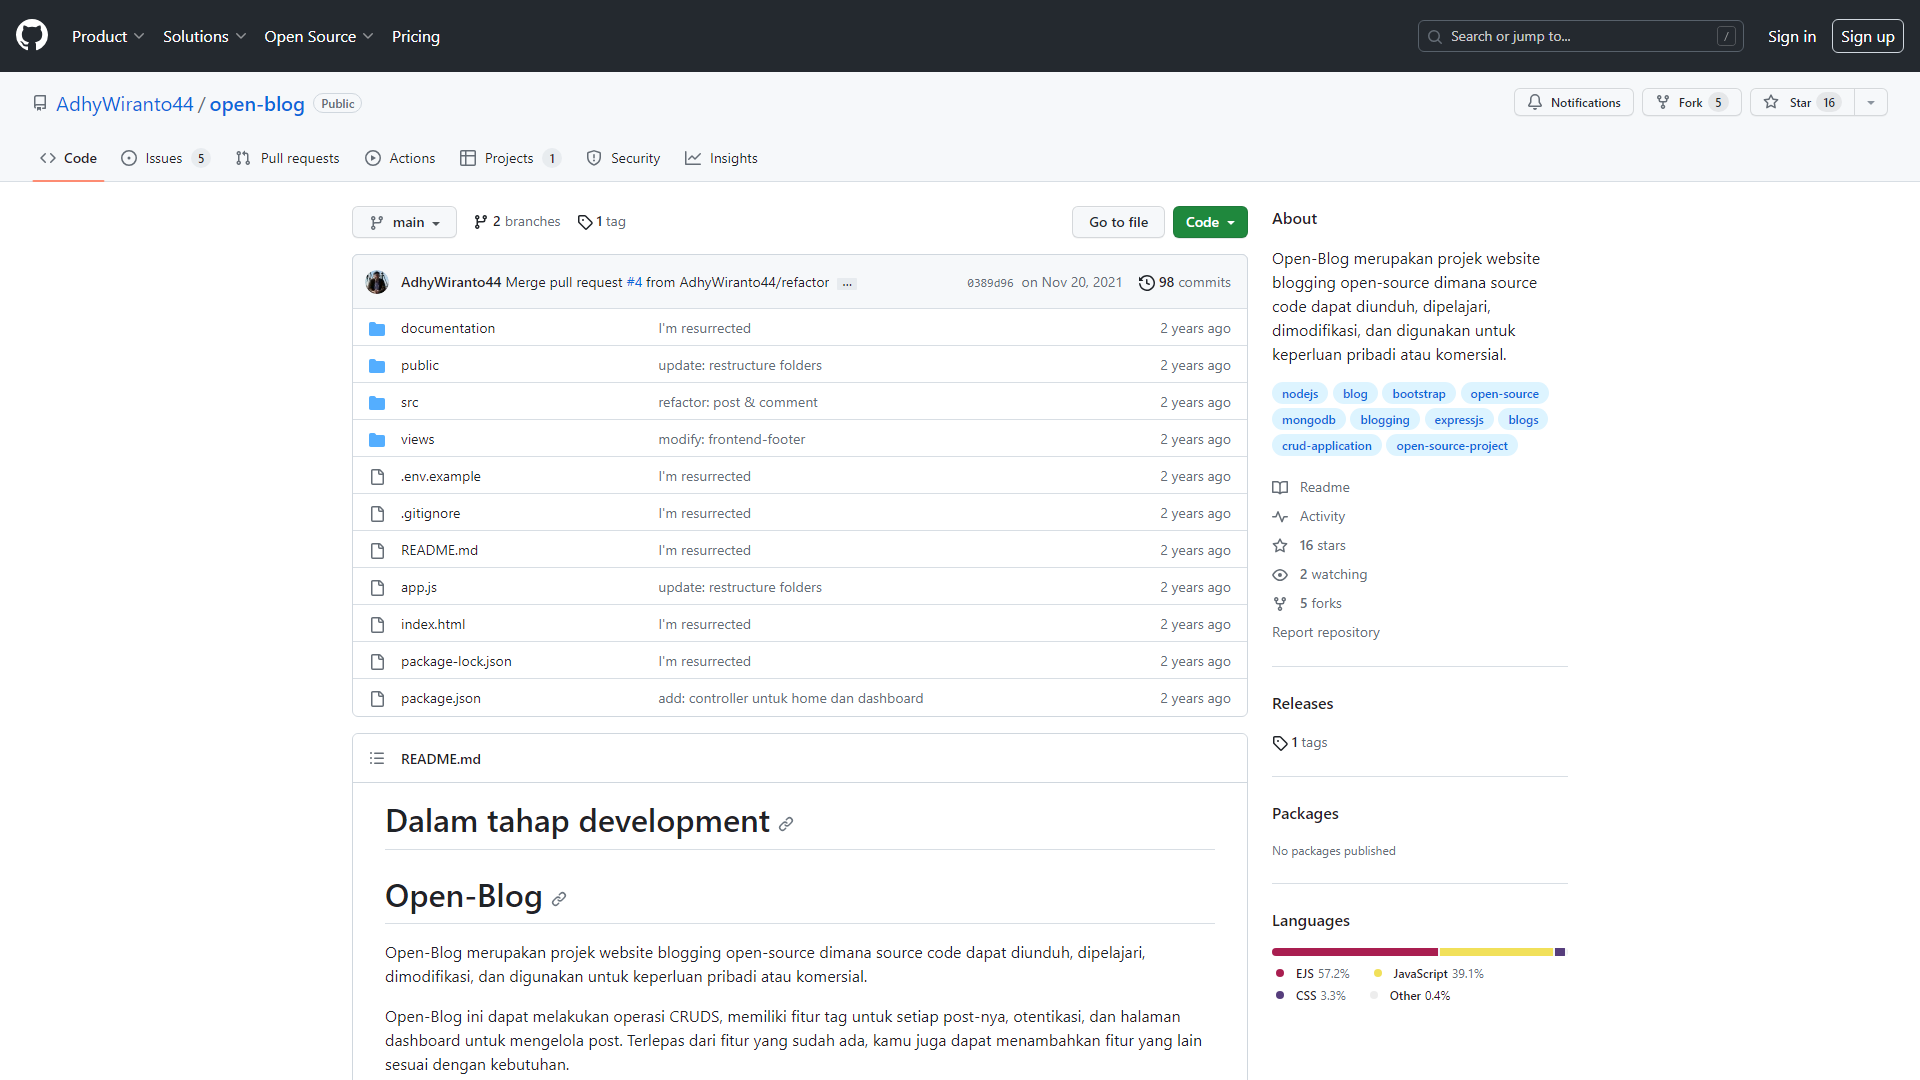 Product Solutions Open Source Pricing Search or jump to... / Sign in Sign up
AdhyWiranto44 / open-blog Public Notifications Fork 5 Star 16
Code Issues 5 Pull requests Actions Projects 1 Security Insights
main 2 branches 1 tag Go to file Code
AdhyWiranto44 Merge pull request #4 from AdhyWiranto44/refactor ... 0389d96 on Nov 20, 2021 98 commits
documentation I'm resurrected 2 years ago
public update: restructure folders 2 years ago
src refactor: post & comment 2 years ago
views modify: frontend-footer 2 years ago
.env.example I'm resurrected 2 years ago
.gitignore I'm resurrected 2 years ago
README.md I'm resurrected 2 years ago
app.js update: restructure folders 2 years ago
index.html I'm resurrected 2 years ago
package-lock.json I'm resurrected 2 years ago
package.json add: controller untuk home dan dashboard 2 years ago
README.md
Dalam tahap development
Open-Blog
Open-Blog merupakan projek website blogging open-source dimana source code dapat diunduh, dipelajari,
dimodifikasi, dan digunakan untuk keperluan pribadi atau komersial.
Open-Blog ini dapat melakukan operasi CRUDS, memiliki fitur tag untuk setiap post-nya, otentikasi, dan halaman
dashboard untuk mengelola post. Terlepas dari fitur yang sudah ada, kamu juga dapat menambahkan fitur yang lain
sesuai dengan kebutuhan.
About
Open-Blog merupakan projek website
blogging open-source dimana source
code dapat diunduh, dipelajari,
dimodifikasi, dan digunakan untuk
keperluan pribadi atau komersial.
nodejs blog bootstrap open-source
mongodb blogging expressjs blogs
crud-application open-source-project
Readme
Activity
16 stars
2 watching
5 forks
Report repository
Releases
1 tags
Packages
No packages published
Languages
EJS 57.2% JavaScript 39.1%
CSS 3.3% Other 0.4%